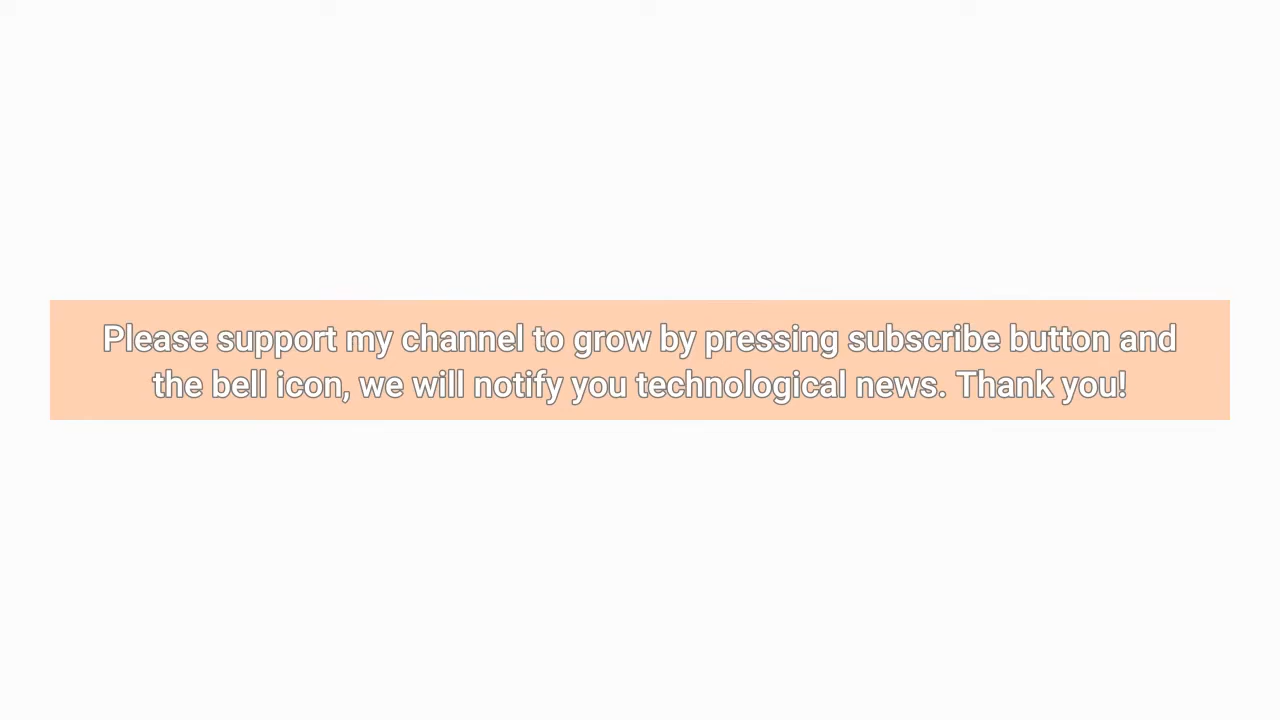 Please support my channel to grow by pressing subscribe button and
the bell icon, we will notify you technological news. Thank you!